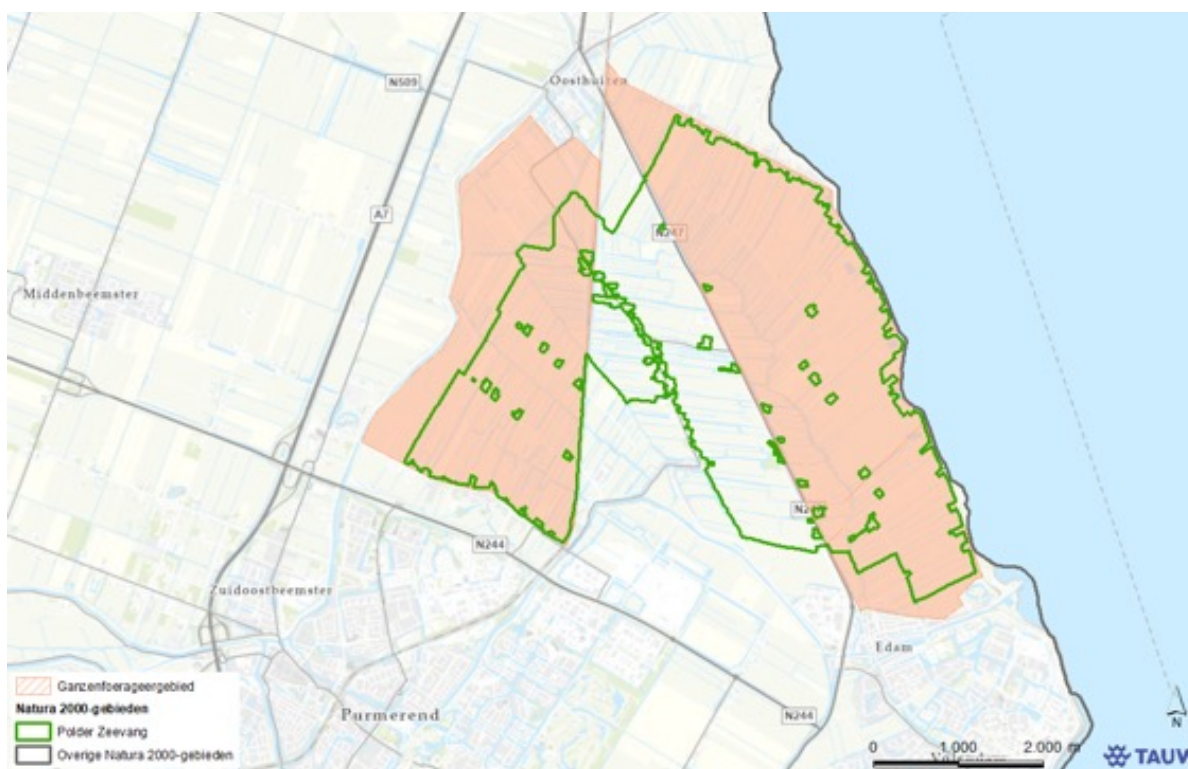 Oosthuizen
N509
A7
N247
Middenbeemster
N244
Zuidoostbeemster
Edam
Purmerend
N244
Volendam
Ganzenfoerageergebied
Natura 2000-gebieden
Polder Zeevang
Overige Natura 2000-gebieden
0 1.000 2.000 m
N
TAUW